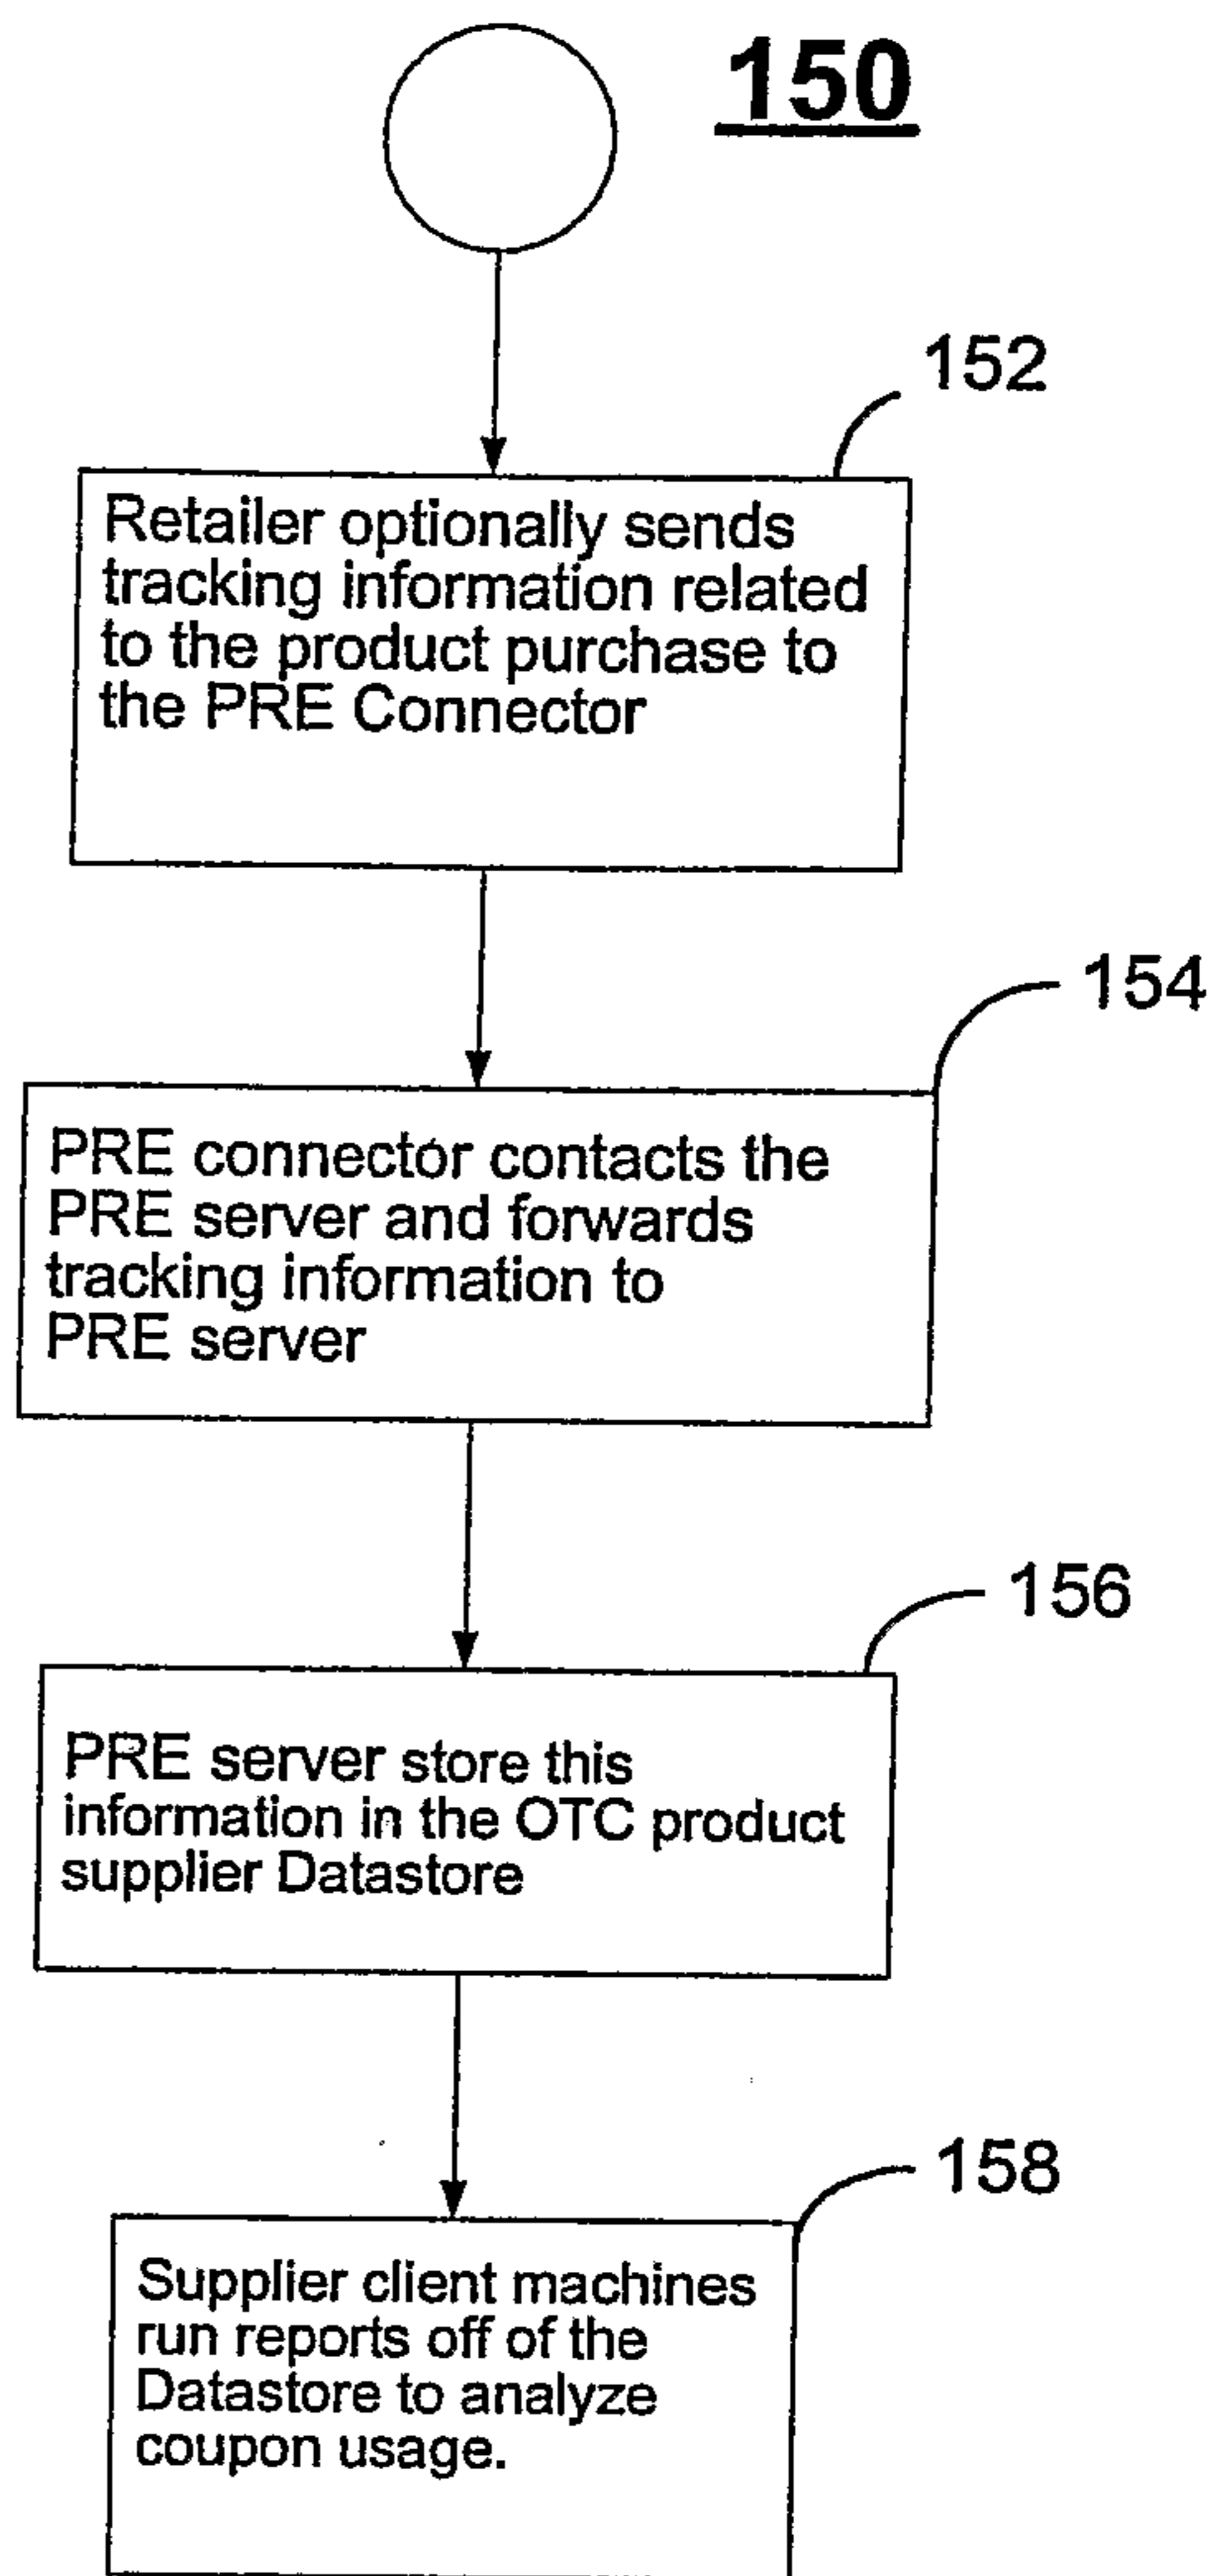 150
152
Retailer optionally sends
tracking information related
to the product purchase to
the PRE Connector
154
PRE connector contacts the
PRE server and forwards
tracking information to
PRE server
156
PRE server store this
information in the OTC product
supplier Datastore
158
Supplier client machines
run reports off of the
Datastore to analyze
coupon usage.